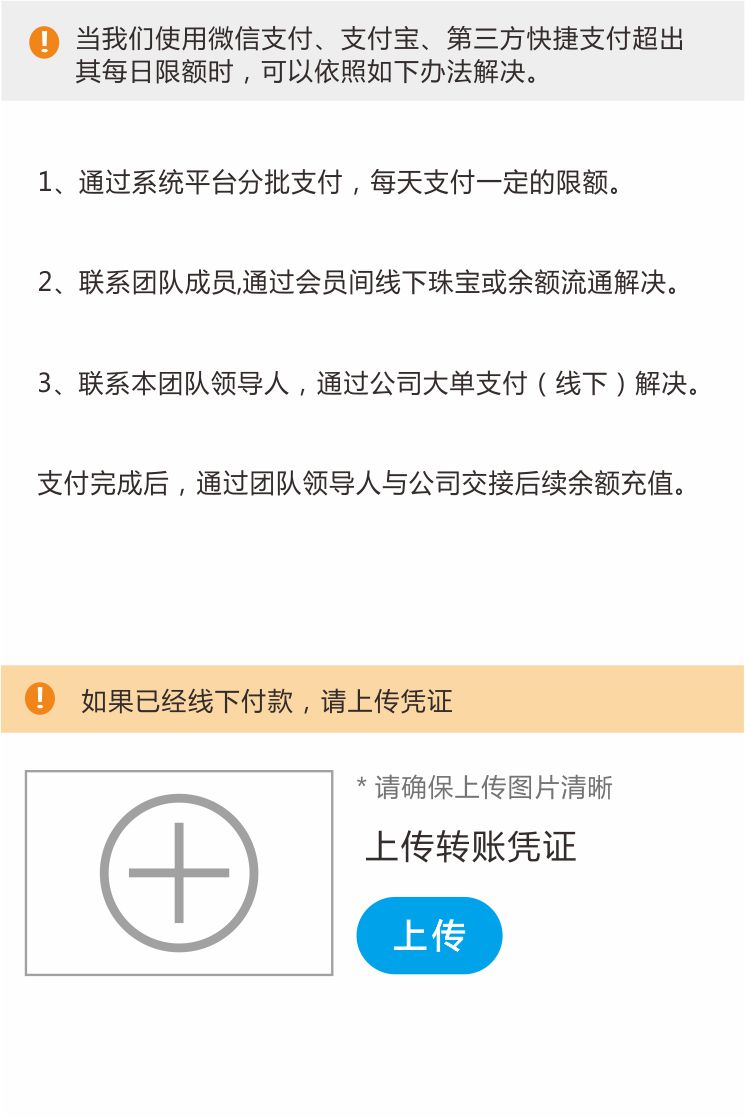 当我们使用微信支付、支付宝、第三方快捷支付超出
其每日限额时，可以依照如下办法解决。
1、通过系统平台分批支付，每天支付一定的限额。
2、联系团队成员,通过会员间线下珠宝或余额流通解决。
3、联系本团队领导人，通过公司大单支付（线下）解决。
支付完成后，通过团队领导人与公司交接后续余额充值。
如果已经线下付款，请上传凭证
* 请确保上传图片清晰
上传转账凭证
上传